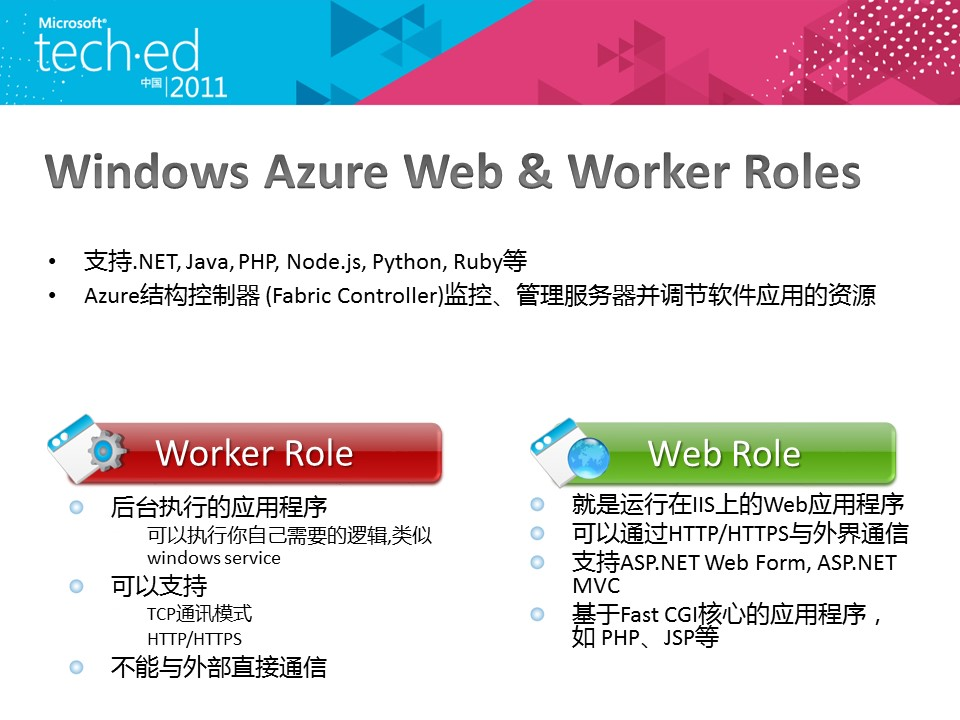 Microsoft®
tech·ed
中国 | 2011
Windows Azure Web & Worker Roles
• 支持.NET, Java, PHP, Node.js, Python, Ruby等
• Azure结构控制器 (Fabric Controller)监控、管理服务器并调节软件应用的资源
Worker Role
后台执行的应用程序
可以执行你自己需要的逻辑,类似
windows service
可以支持
TCP通讯模式
HTTP/HTTPS
不能与外部直接通信
Web Role
就是运行在IIS上的Web应用程序
可以通过HTTP/HTTPS与外界通信
支持ASP.NET Web Form, ASP.NET
MVC
基于Fast CGI核心的应用程序，
如 PHP、JSP等